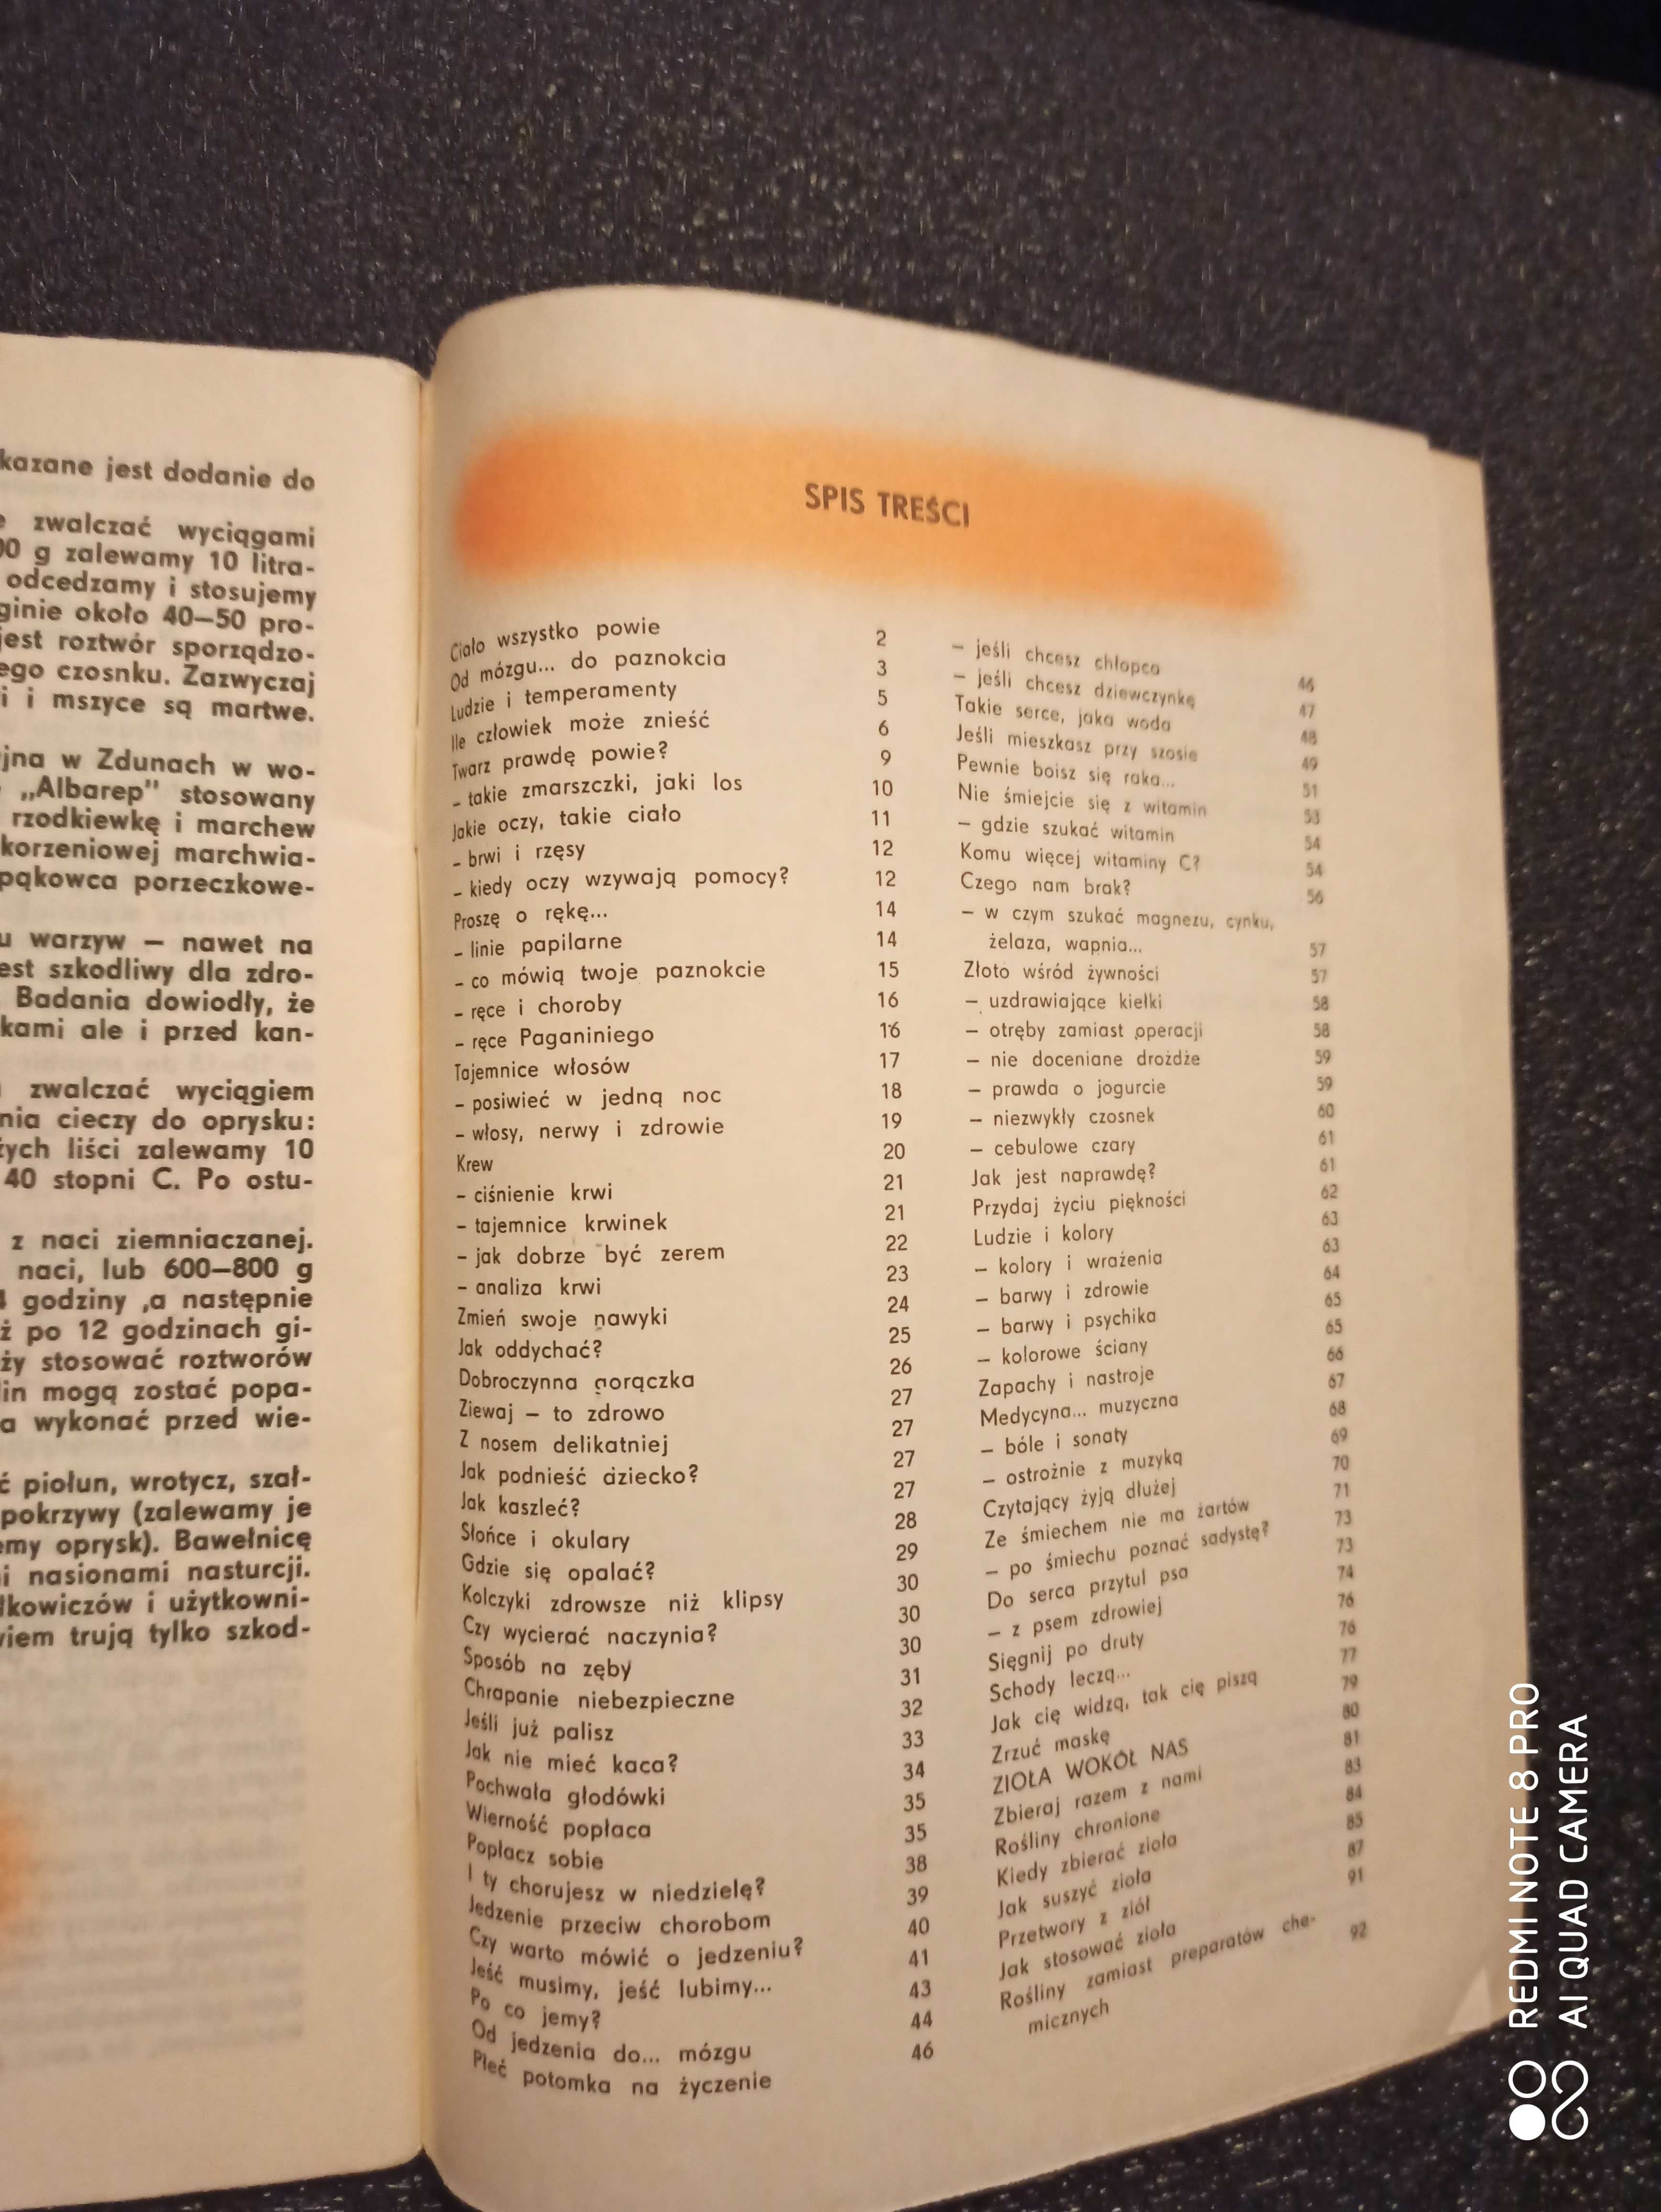 kazane jest dodanie do
zwalczać wyciągami
00 g zalewamy 10 litra-
odcedzamy i stosujemy
ginie około 40–50 pro-
jest roztwór sporządzo-
ego czosnku. Zazwyczaj
i i mszyce są martwe.
jna w Zdunach w wo-
„Albarep" stosowany
rzodkiewkę i marchew
korzeniowej marchwia-
pąkowca porzeczkowe-
u warzyw — nawet na
est szkodliwy dla zdro-
Badania dowiodły, że
kami ale i przed kan-
zwalczać wyciągiem
nia cieczy do oprysku:
żych liści zalewamy 10
40 stopni C. Po ostu-
z naci ziemniaczanej.
naci, lub 600–800 g
godziny ,a następnie
ż po 12 godzinach gi-
ży stosować roztworów
lin mogą zostać popa-
a wykonać przed wie-
ć piołun, wrotycz, szał-
pokrzywy (zalewamy je
emy oprysk). Bawełnicę
i nasionami nasturcji.
łkowiczów i użytkowni-
wiem trują tylko szkod-
SPIS TREŚCI
Ciało wszystko powie 2
Od mózgu... do paznokcia 3
Ludzie i temperamenty 5
Ile człowiek może znieść 6
Twarz prawdę powie? 9
– takie zmarszczki, jaki los 10
Jakie oczy, takie ciało 11
– brwi i rzęsy 12
– kiedy oczy wzywają pomocy? 12
Proszę o rękę... 14
– linie papilarne 14
– co mówią twoje paznokcie 15
– ręce i choroby 16
– ręce Paganiniego 16
Tajemnice włosów 17
– posiwieć w jedną noc 18
– włosy, nerwy i zdrowie 19
Krew 20
– ciśnienie krwi 21
– tajemnice krwinek 21
– jak dobrze być zerem 22
– analiza krwi 23
Zmień swoje nawyki 24
Jak oddychać? 25
Dobroczynna gorączka 26
Ziewaj – to zdrowo 27
Z nosem delikatniej 27
Jak podnieść dziecko? 27
Jak kaszleć? 27
Słońce i okulary 28
Gdzie się opalać? 29
Kolczyki zdrowsze niż klipsy 30
Czy wycierać naczynia? 30
Sposób na zęby 30
Chrapanie niebezpieczne 31
Jeśli już palisz 32
Jak nie mieć kaca? 33
Pochwała głodówki 34
Wierność popłaca 35
Popłacz sobie 35
I ty chorujesz w niedzielę? 38
Jedzenie przeciw chorobom 39
Czy warto mówić o jedzeniu? 40
Jeść musimy, jeść lubimy... 41
Po co jemy? 43
Od jedzenia do... mózgu 44
Płeć potomka na życzenie 46
– jeśli chcesz chłopca 46
– jeśli chcesz dziewczynkę 47
Takie serce, jaka woda 48
Jeśli mieszkasz przy szosie 49
Pewnie boisz się raka... 51
Nie śmiejcie się z witamin 53
– gdzie szukać witamin 54
Komu więcej witaminy C? 54
Czego nam brak? 56
– w czym szukać magnezu, cynku,
żelaza, wapnia... 57
Złoto wśród żywności 57
– uzdrawiające kiełki 58
– otręby zamiast operacji 58
– nie doceniane drożdże 59
– prawda o jogurcie 59
– niezwykły czosnek 60
– cebulowe czary 61
Jak jest naprawdę? 61
Przydaj życiu piękności 62
Ludzie i kolory 63
– kolory i wrażenia 63
– barwy i zdrowie 64
– barwy i psychika 65
– kolorowe ściany 65
Zapachy i nastroje 66
Medycyna... muzyczna 67
– bóle i sonaty 68
– ostrożnie z muzyką 69
Czytający żyją dłużej 70
Ze śmiechem nie ma żartów 71
– po śmiechu poznać sadystę? 73
Do serca przytul psa 73
– z psem zdrowiej 74
Sięgnij po druty 76
Schody leczą... 76
Jak cię widzą, tak cię piszą 77
Zrzuć maskę 79
ZIOŁA WOKÓŁ NAS 80
Zbieraj razem z nami 81
Rośliny chronione 83
Kiedy zbierać zioła 84
Jak suszyć zioła 85
Przetwory z ziół 87
Jak stosować zioła 91
Rośliny zamiast preparatów che-
micznych 92
REDMI NOTE 8 PRO
AI QUAD CAMERA